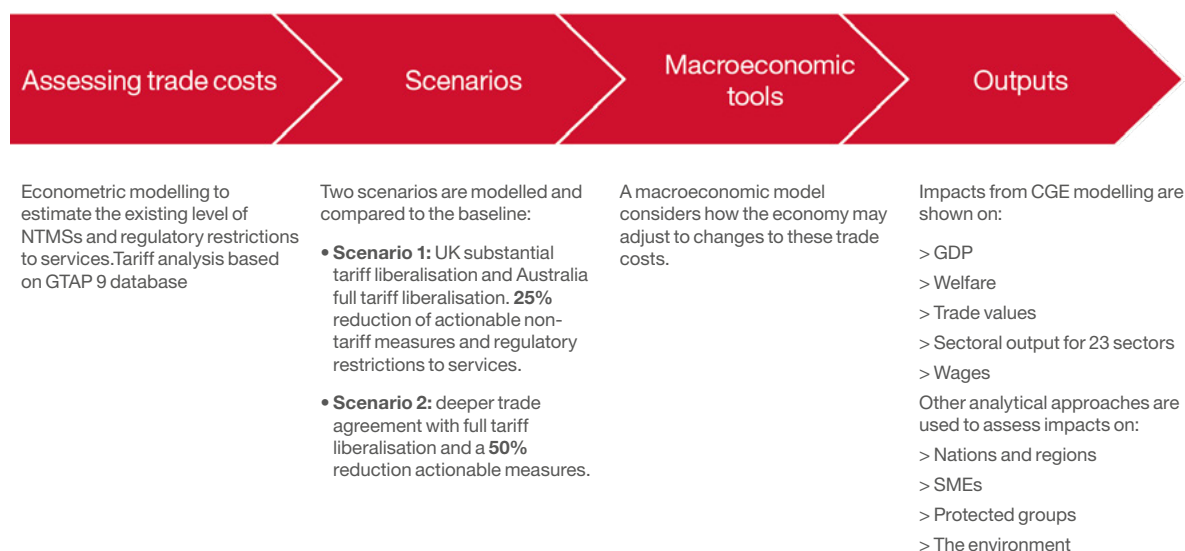 Assessing trade costs
Scenarios
Macroeconomic
tools
Outputs
Econometric modelling to
estimate the existing level of
NTMSs and regulatory restrictions
to services.Tariff analysis based
on GTAP 9 database
Two scenarios are modelled and
compared to the baseline:
• Scenario 1: UK substantial
tariff liberalisation and Australia
full tariff liberalisation. 25%
reduction of actionable non-
tariff measures and regulatory
restrictions to services.
• Scenario 2: deeper trade
agreement with full tariff
liberalisation and a 50%
reduction actionable measures.
A macroeconomic model
considers how the economy may
adjust to changes to these trade
costs.
Impacts from CGE modelling are
shown on:
> GDP
> Welfare
> Trade values
> Sectoral output for 23 sectors
> Wages
Other analytical approaches are
used to assess impacts on:
> Nations and regions
> SMEs
> Protected groups
> The environment